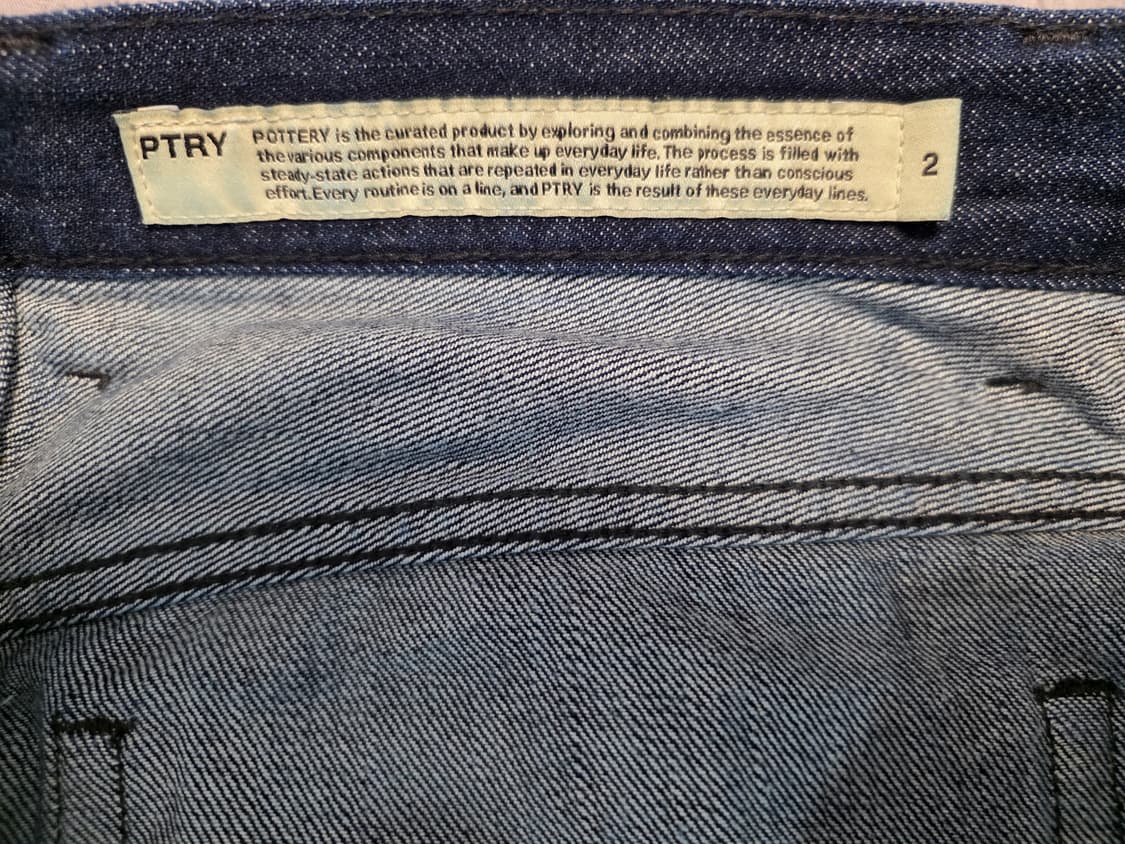 PTRY
POTTERY is the curated product by exploring and combining the essence of
the various components that make up everyday life. The process is filled with
steady-state actions that are repeated in everyday life rather than conscious
effort. Every routine is on a line, and PTRY is the result of these everyday lines.
2